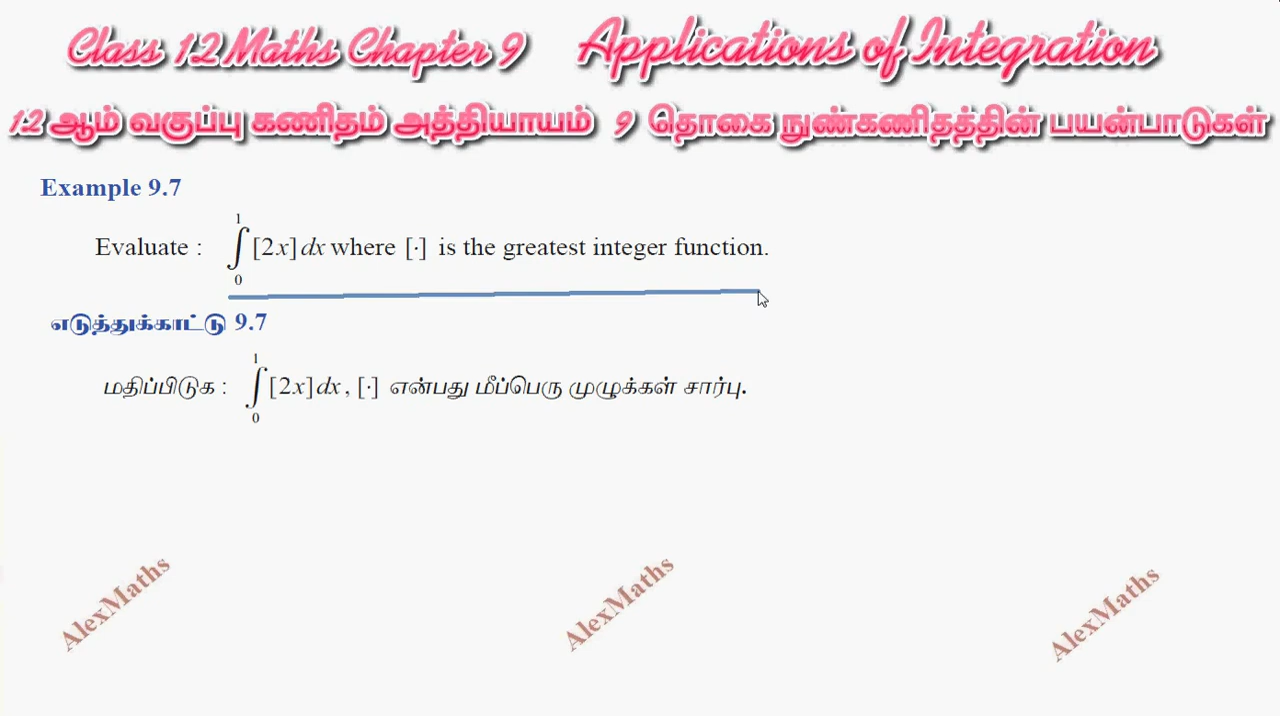 Class 12 Maths Chapter 9 Applications of Integration
12 ஆம் வகுப்பு கணிதம் அத்தியாயம் 9 தொகை நுண்கணிதத்தின் பயன்பாடுகள்
Example 9.7
Evaluate : ∫₀¹ [2x] dx where [·] is the greatest integer function.
எடுத்துக்காட்டு 9.7
மதிப்பிடுக : ∫₀¹ [2x] dx , [·] என்பது மீப்பெரு முழுக்கள் சார்பு.
AlexMaths AlexMaths AlexMaths